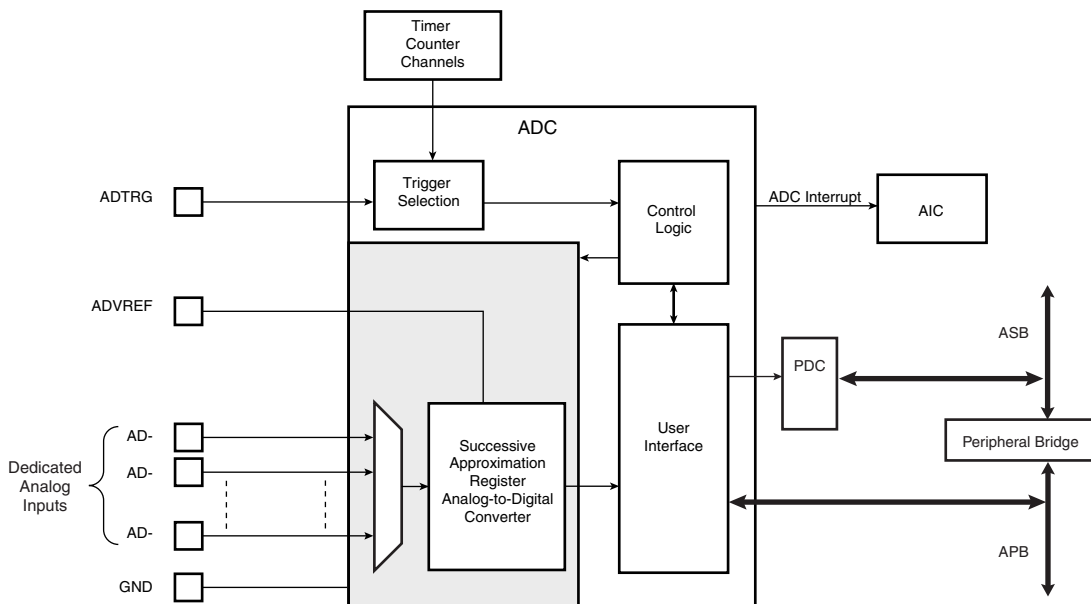 Timer
Counter
Channels
ADC
ADTRG
Trigger
Selection
Control
Logic
ADC Interrupt
AIC
ADVREF
ASB
PDC
User
Interface
Peripheral Bridge
Dedicated
Analog
Inputs
AD-
AD-
AD-
Successive
Approximation
Register
Analog-to-Digital
Converter
APB
GND